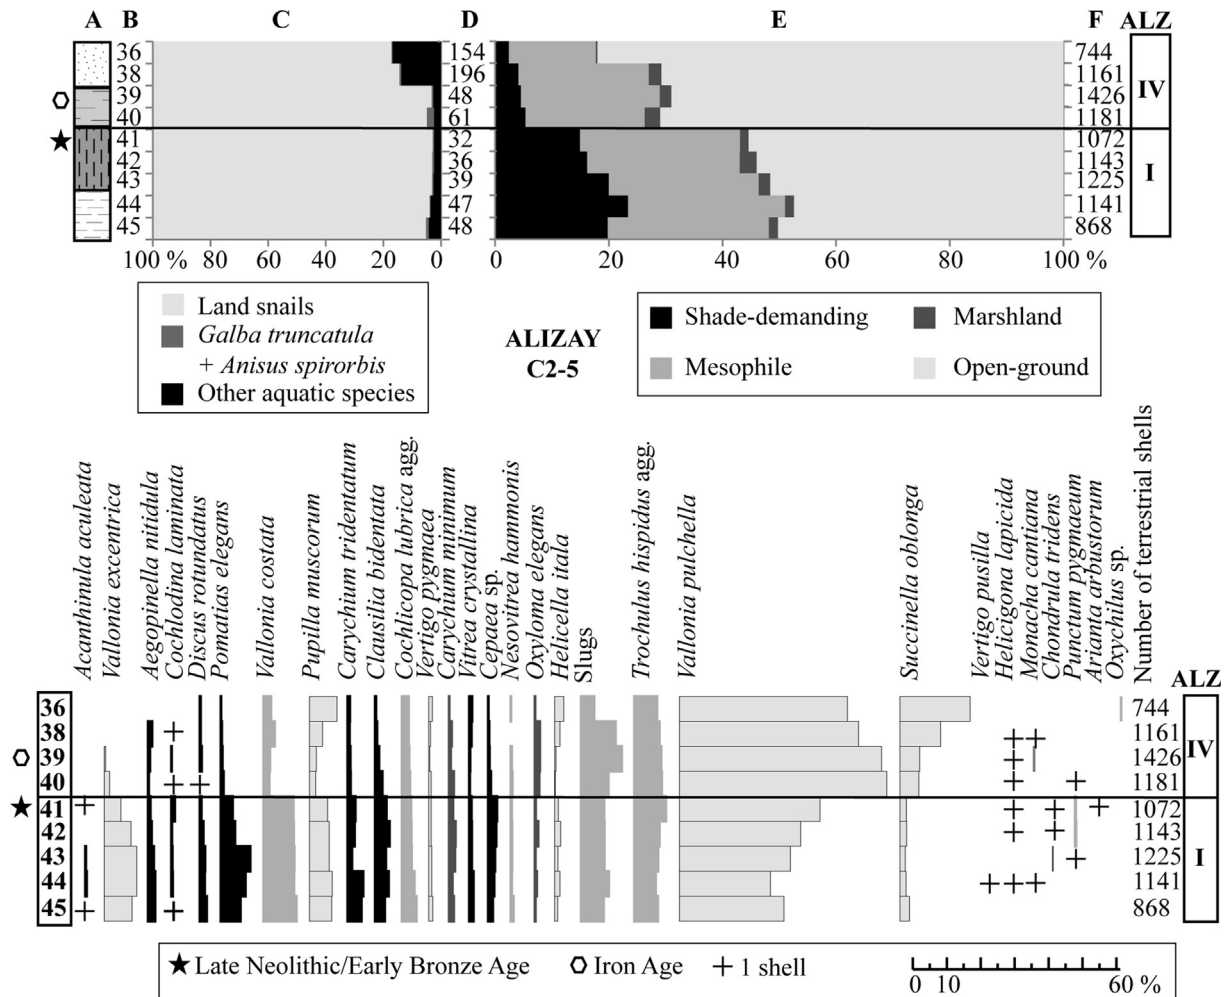 A B C D E F ALZ
36 154 744
38 196 1161
39 48 1426 IV
40 61 1181
41 32 1072
42 36 1143
43 39 1225 I
44 47 1141
45 48 868
100 % 80 60 40 20 0 0 20 40 60 80 100 %
Land snails
Galba truncatula
+ Anisus spirorbis
Other aquatic species
ALIZAY
C2-5
Shade-demanding Marshland
Mesophile Open-ground
Acanthinula aculeata
Vallonia excentrica
Aegopinella nitidula
Cochlodina laminata
Discus rotundatus
Pomatias elegans
Vallonia costata
Pupilla muscorum
Carychium tridentatum
Clausilia bidentata
Cochlicopa lubrica agg.
Vertigo pygmaea
Carychium minimum
Vitrea crystallina
Cepaea sp.
Nesovitrea hammonis
Oxyloma elegans
Helicella itala
Slugs
Trochulus hispidus agg.
Vallonia pulchella
Succinella oblonga
Vertigo pusilla
Helicigona lapicida
Monacha cantiana
Chondrula tridens
Punctum pygmaeum
Arianta arbustorum
Oxychilus sp.
Number of terrestrial shells
ALZ
36 744
38 1161
39 1426 IV
40 1181
41 1072
42 1143
43 1225 I
44 1141
45 868
★ Late Neolithic/Early Bronze Age Iron Age + 1 shell
0 10 60 %